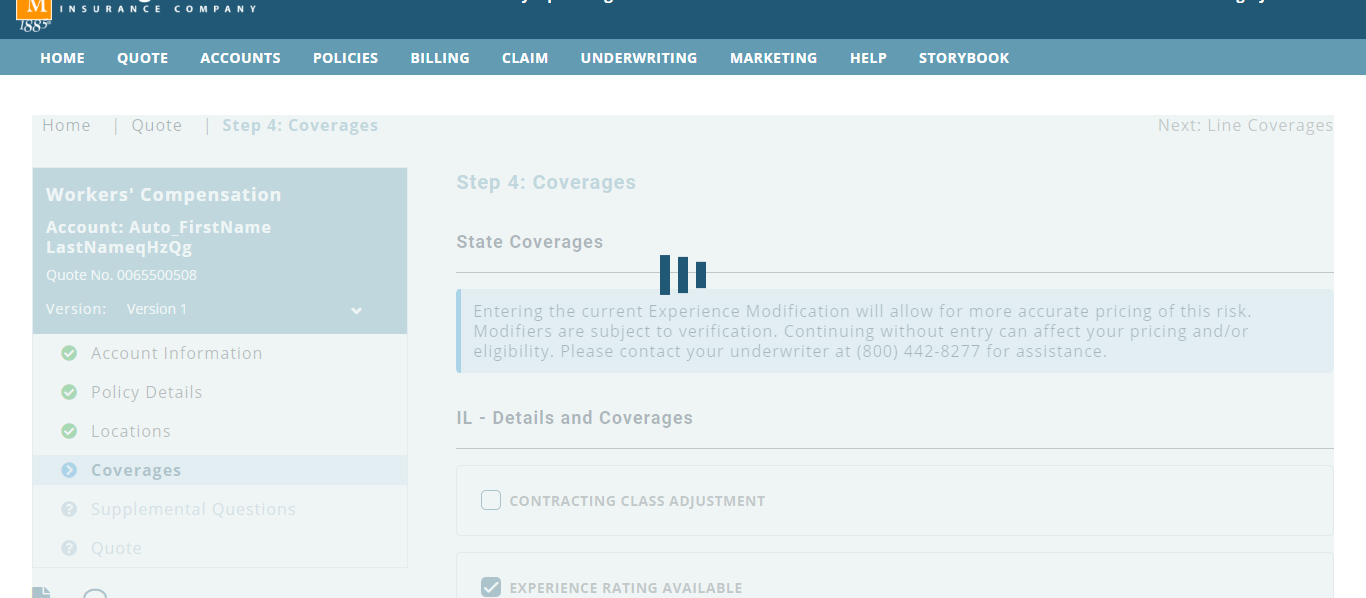 M
INSURANCE COMPANY
1885
HOME QUOTE ACCOUNTS POLICIES BILLING CLAIM UNDERWRITING MARKETING HELP STORYBOOK
Home | Quote | Step 4: Coverages
Next: Line Coverages
Workers' Compensation
Account: Auto_FirstName
LastNameqHzQg
Quote No. 0065500508
Version: Version 1
Account Information
Policy Details
Locations
Coverages
Supplemental Questions
Quote
Step 4: Coverages
State Coverages
Entering the current Experience Modification will allow for more accurate pricing of this risk.
Modifiers are subject to verification. Continuing without entry can affect your pricing and/or
eligibility. Please contact your underwriter at (800) 442-8277 for assistance.
IL - Details and Coverages
CONTRACTING CLASS ADJUSTMENT
EXPERIENCE RATING AVAILABLE